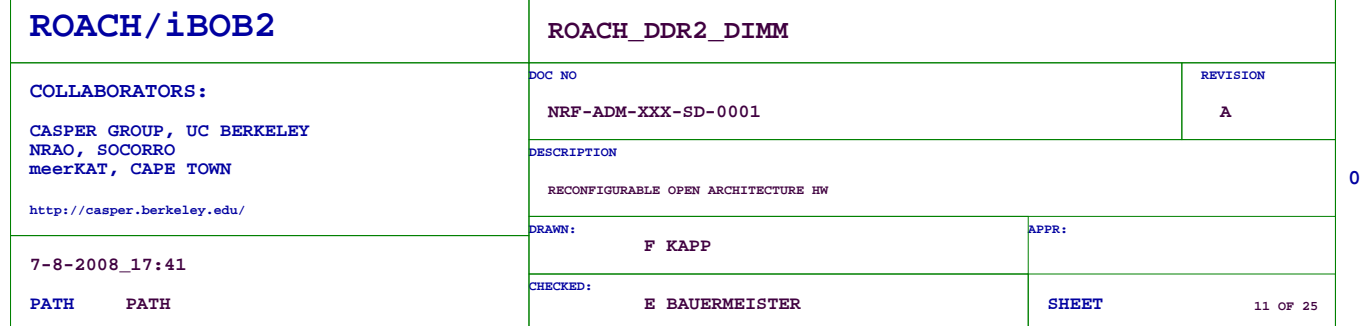 ROACH/iBOB2
ROACH_DDR2_DIMM
COLLABORATORS:
CASPER GROUP, UC BERKELEY
NRAO, SOCORRO
meerKAT, CAPE TOWN
http://casper.berkeley.edu/
7-8-2008_17:41
PATH PATH
DOC NO
NRF-ADM-XXX-SD-0001
REVISION
A
DESCRIPTION
RECONFIGURABLE OPEN ARCHITECTURE HW
DRAWN:
F KAPP
APPR:
CHECKED:
E BAUERMEISTER
SHEET 11 OF 25
0